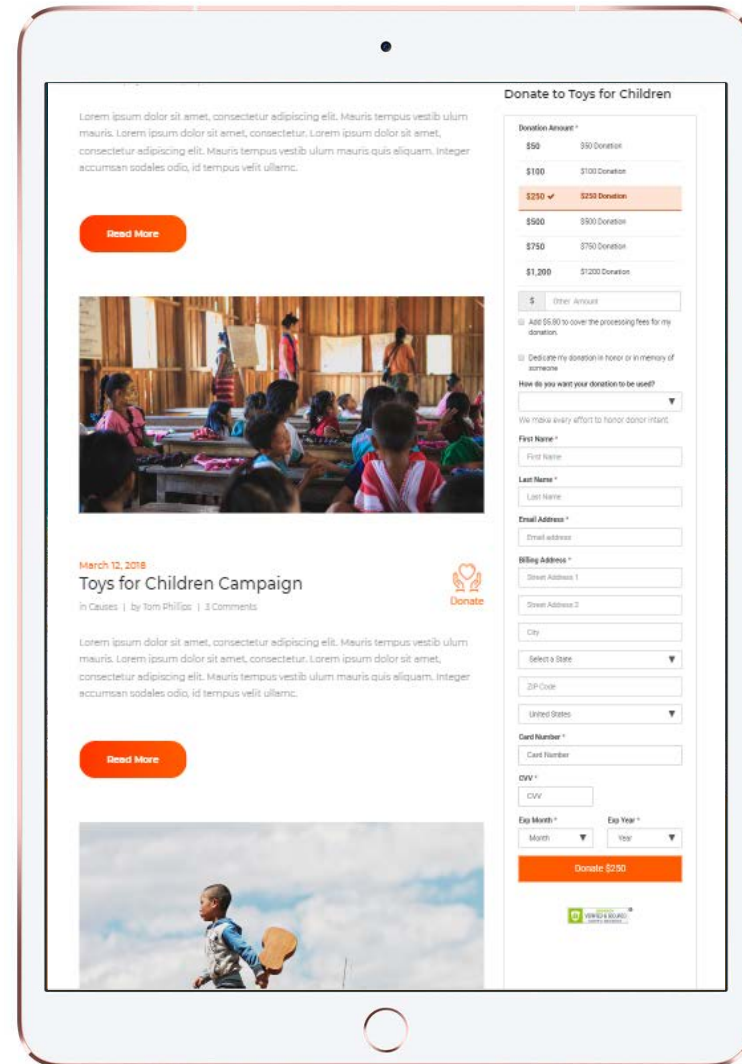 Lorem ipsum dolor sit amet, consectetur adipiscing elit. Mauris tempus vestib ulum
mauris. Lorem ipsum dolor sit amet, consectetur. Lorem ipsum dolor sit amet,
consectetur adipiscing elit. Mauris tempus vestib ulum mauris quis aliquam. Integer
accumsan sodales odio, id tempus velit ullamc.
Read More
March 12, 2018
Toys for Children Campaign
in Causes | by Tom Phillips | 3 Comments
Donate
Lorem ipsum dolor sit amet, consectetur adipiscing elit. Mauris tempus vestib ulum
mauris. Lorem ipsum dolor sit amet, consectetur. Lorem ipsum dolor sit amet,
consectetur adipiscing elit. Mauris tempus vestib ulum mauris quis aliquam. Integer
accumsan sodales odio, id tempus velit ullamc.
Read More
Donate to Toys for Children
Donation Amount *
$50 $50 Donation
$100 $100 Donation
$250 ✔ $250 Donation
$500 $500 Donation
$750 $750 Donation
$1,200 $1200 Donation
$ Other Amount
Add $5.80 to cover the processing fees for my
donation.
Dedicate my donation in honor or in memory of
someone
How do you want your donation to be used?
We make every effort to honor donor intent.
First Name *
First Name
Last Name *
Last Name
Email Address *
Email address
Billing Address *
Street Address 1
Street Address 2
City
Select a State
ZIP Code
United States
Card Number *
Card Number
CVV *
CVV
Exp Month * Exp Year *
Month Year
Donate $250
VERIFIED & SECURED